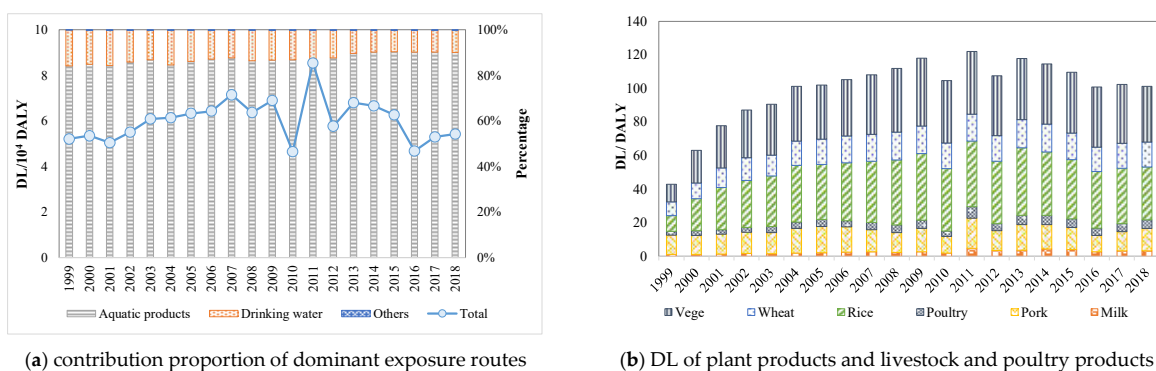 10
8
6
4
2
0
DL/10⁴ DALY
100%
80%
60%
40%
20%
0%
Percentage
1999 2000 2001 2002 2003 2004 2005 2006 2007 2008 2009 2010 2011 2012 2013 2014 2015 2016 2017 2018
Aquatic products Drinking water Others Total
(a) contribution proportion of dominant exposure routes
140
120
100
80
60
40
20
0
DL/ DALY
1999 2000 2001 2002 2003 2004 2005 2006 2007 2008 2009 2010 2011 2012 2013 2014 2015 2016 2017 2018
Vege Wheat Rice Poultry Pork Milk
(b) DL of plant products and livestock and poultry products